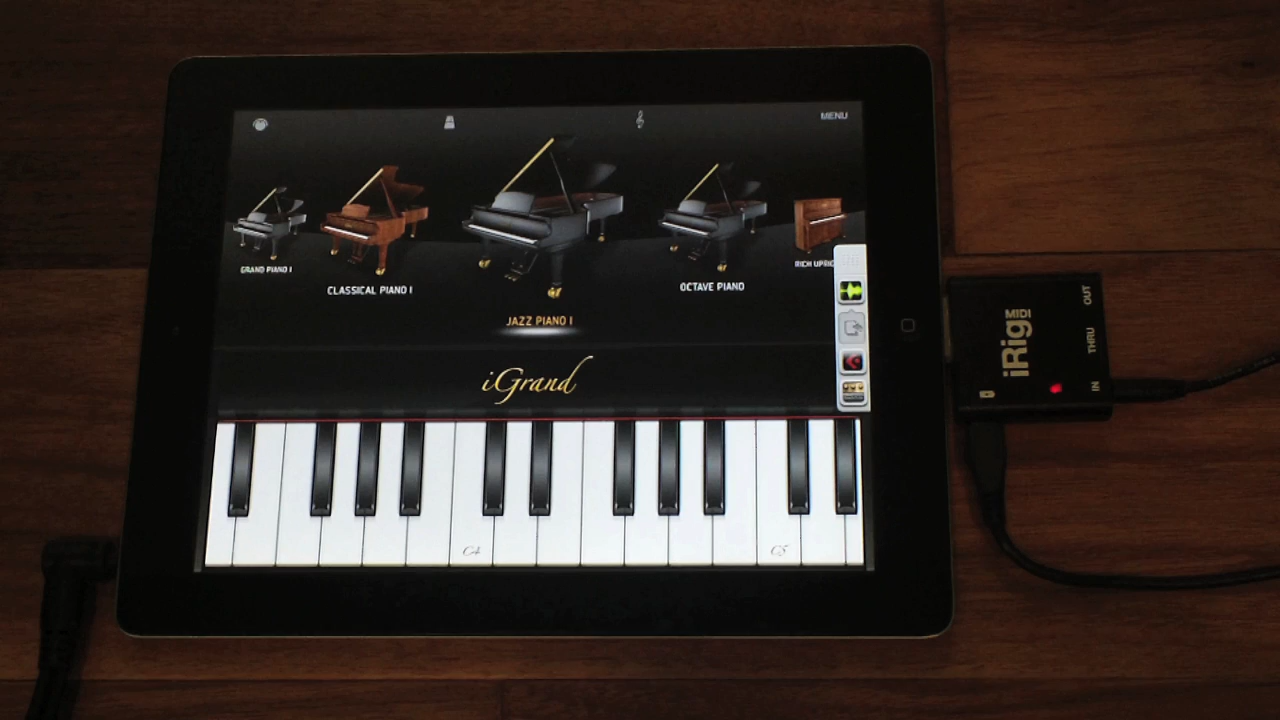 MENU
GRAND PIANO I
CLASSICAL PIANO I
JAZZ PIANO I
OCTAVE PIANO
RICH UPRIG
iGrand
C4
C5
iRig
MIDI
OUT
THRU
IN